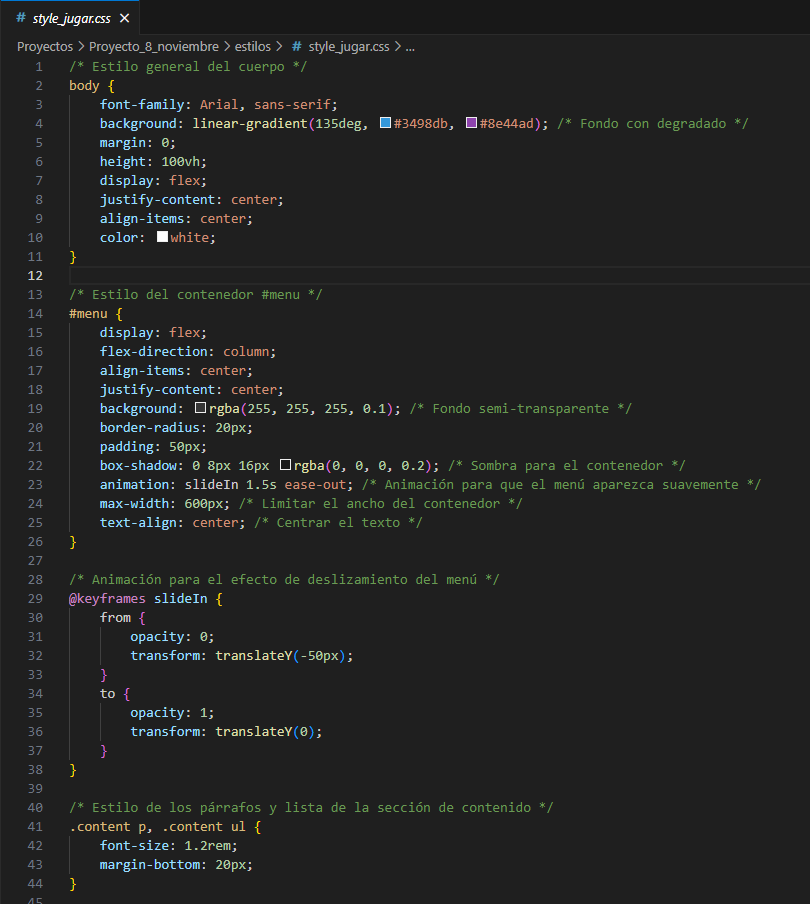 # style_jugar.css ×
Proyectos > Proyecto_8_noviembre > estilos > # style_jugar.css > ...
1 /* Estilo general del cuerpo */
2 body {
3     font-family: Arial, sans-serif;
4     background: linear-gradient(135deg, #3498db, #8e44ad); /* Fondo con degradado */
5     margin: 0;
6     height: 100vh;
7     display: flex;
8     justify-content: center;
9     align-items: center;
10     color: white;
11 }
12
13 /* Estilo del contenedor #menu */
14 #menu {
15     display: flex;
16     flex-direction: column;
17     align-items: center;
18     justify-content: center;
19     background: rgba(255, 255, 255, 0.1); /* Fondo semi-transparente */
20     border-radius: 20px;
21     padding: 50px;
22     box-shadow: 0 8px 16px rgba(0, 0, 0, 0.2); /* Sombra para el contenedor */
23     animation: slideIn 1.5s ease-out; /* Animación para que el menú aparezca suavemente */
24     max-width: 600px; /* Limitar el ancho del contenedor */
25     text-align: center; /* Centrar el texto */
26 }
27
28 /* Animación para el efecto de deslizamiento del menú */
29 @keyframes slideIn {
30     from {
31         opacity: 0;
32         transform: translateY(-50px);
33     }
34     to {
35         opacity: 1;
36         transform: translateY(0);
37     }
38 }
39
40 /* Estilo de los párrafos y lista de la sección de contenido */
41 .content p, .content ul {
42     font-size: 1.2rem;
43     margin-bottom: 20px;
44 }
45